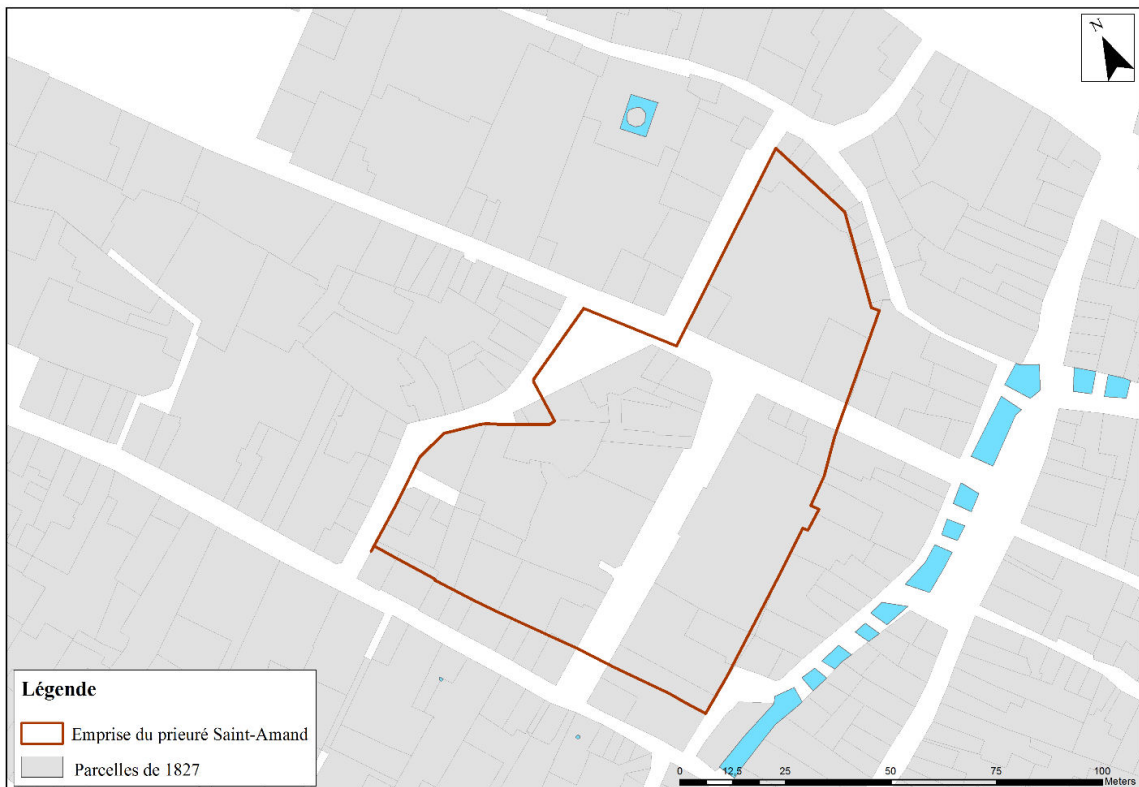 N
Légende
Emprise du prieuré Saint-Amand
Parcelles de 1827
0 12,5 25 50 75 100
Meters